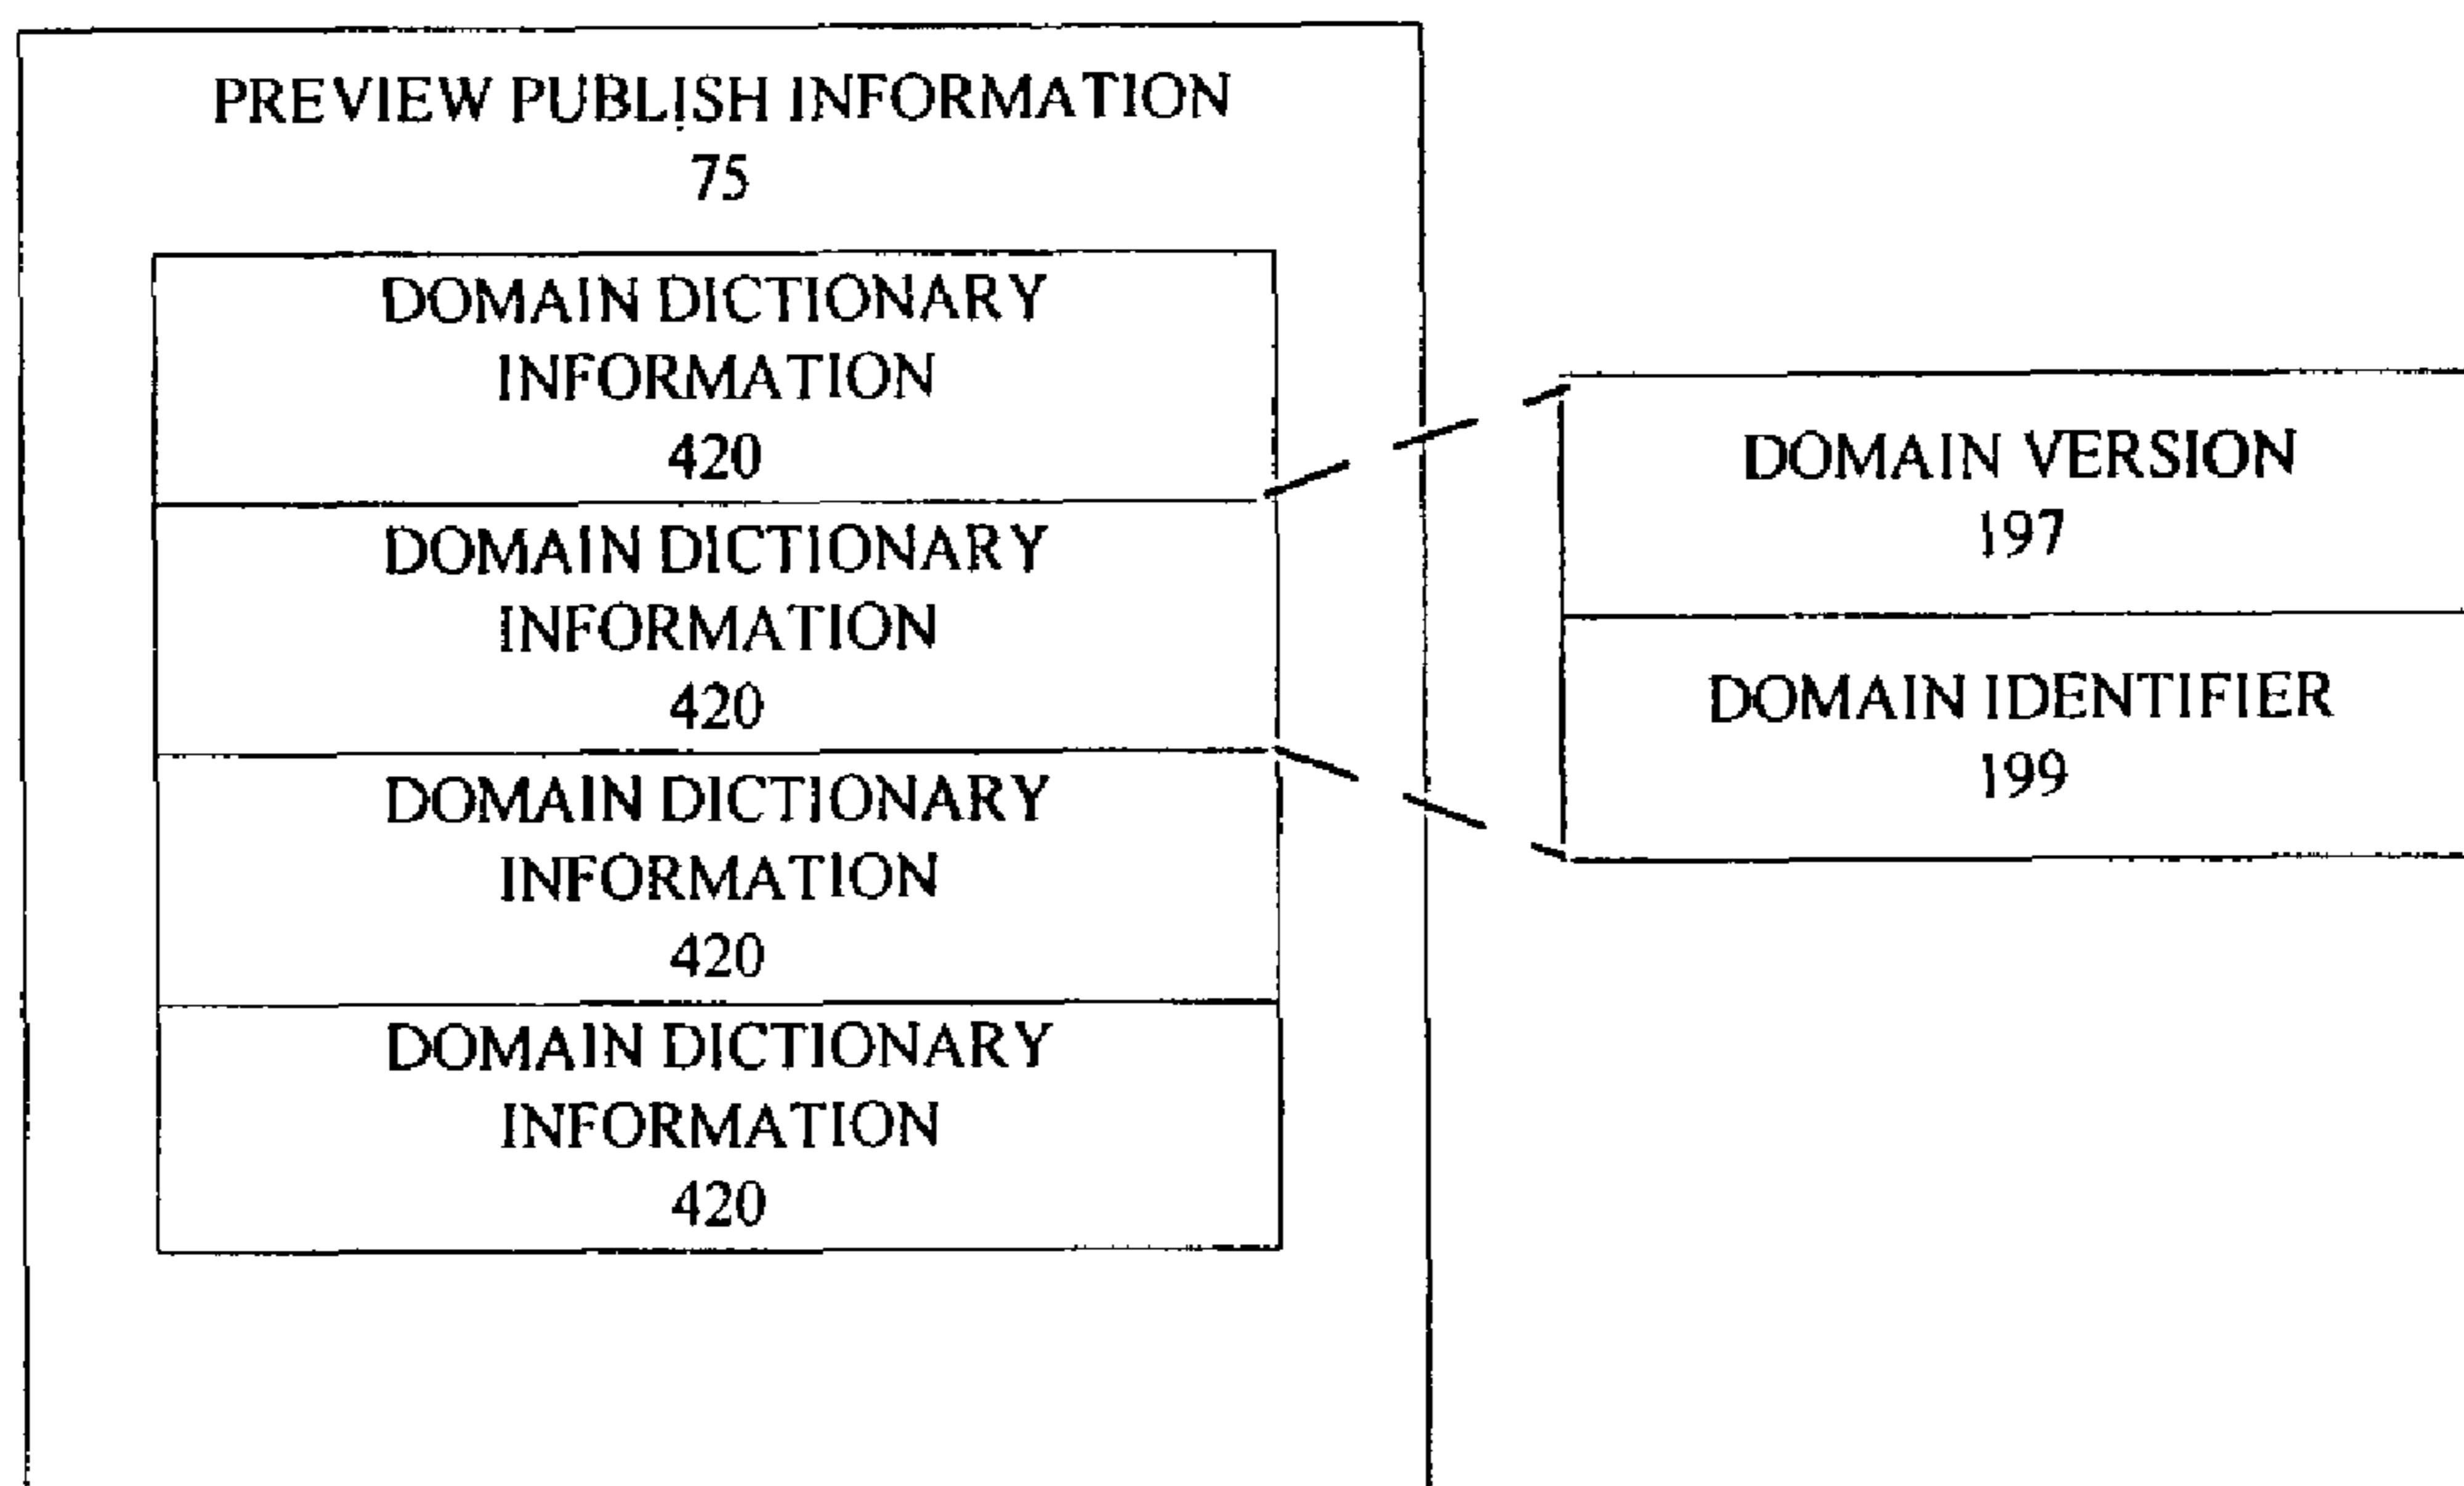 PREVIEW PUBLISH INFORMATION
75
DOMAIN DICTIONARY
INFORMATION
420
DOMAIN DICTIONARY
INFORMATION
420
DOMAIN DICTIONARY
INFORMATION
420
DOMAIN DICTIONARY
INFORMATION
420
DOMAIN VERSION
197
DOMAIN IDENTIFIER
199